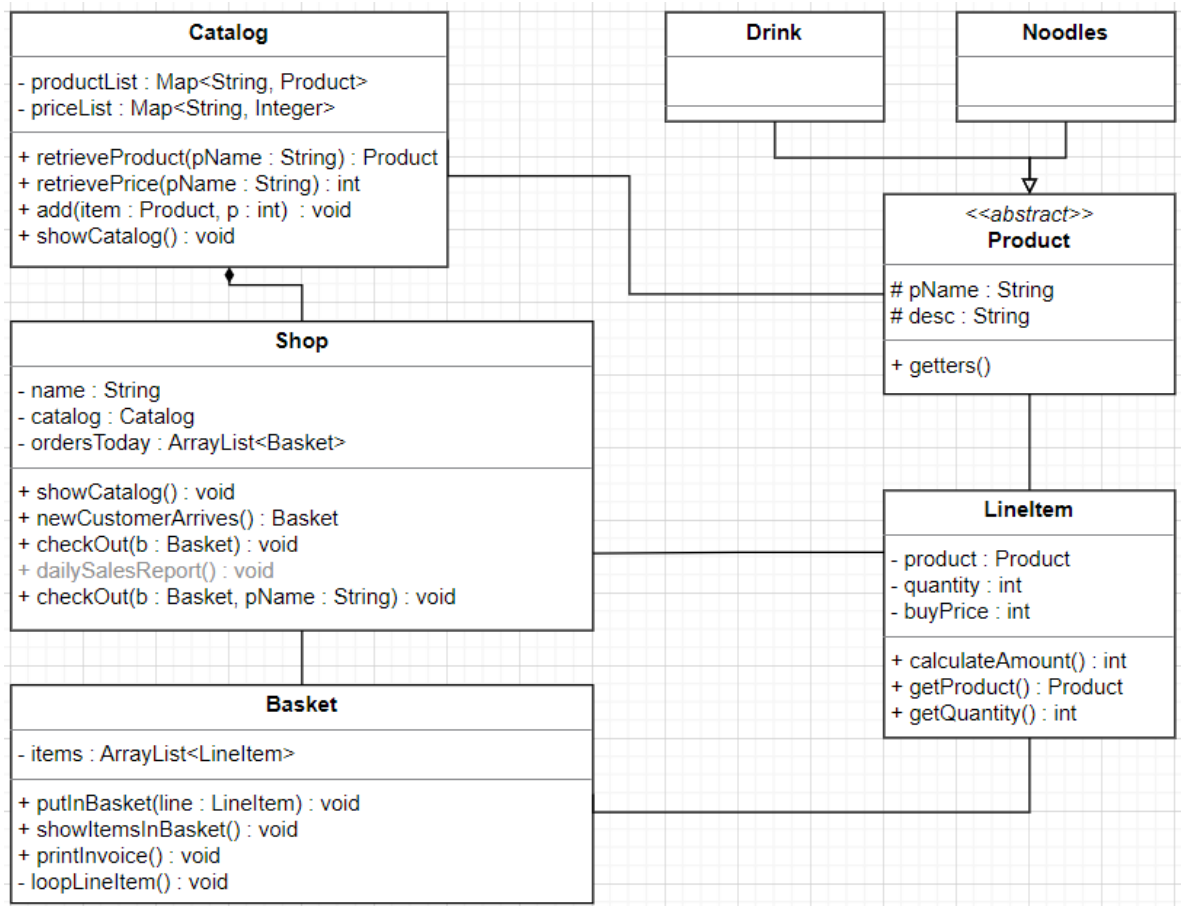 Catalog
- productList : Map<String, Product>
- priceList : Map<String, Integer>
+ retrieveProduct(pName : String) : Product
+ retrievePrice(pName : String) : int
+ add(item : Product, p : int) : void
+ showCatalog() : void
Drink
Noodles
<<abstract>>
Product
# pName : String
# desc : String
+ getters()
Shop
- name : String
- catalog : Catalog
- ordersToday : ArrayList<Basket>
+ showCatalog() : void
+ newCustomerArrives() : Basket
+ checkOut(b : Basket) : void
+ dailySalesReport() : void
+ checkOut(b : Basket, pName : String) : void
LineItem
- product : Product
- quantity : int
- buyPrice : int
+ calculateAmount() : int
+ getProduct() : Product
+ getQuantity() : int
Basket
- items : ArrayList<LineItem>
+ putInBasket(line : LineItem) : void
+ showItemsInBasket() : void
+ printInvoice() : void
- loopLineItem() : void